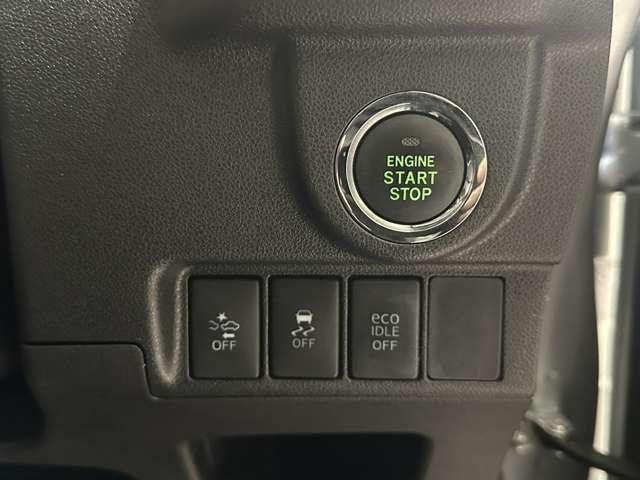 ENGINE
START
STOP
OFF
OFF
eco
IDLE
OFF